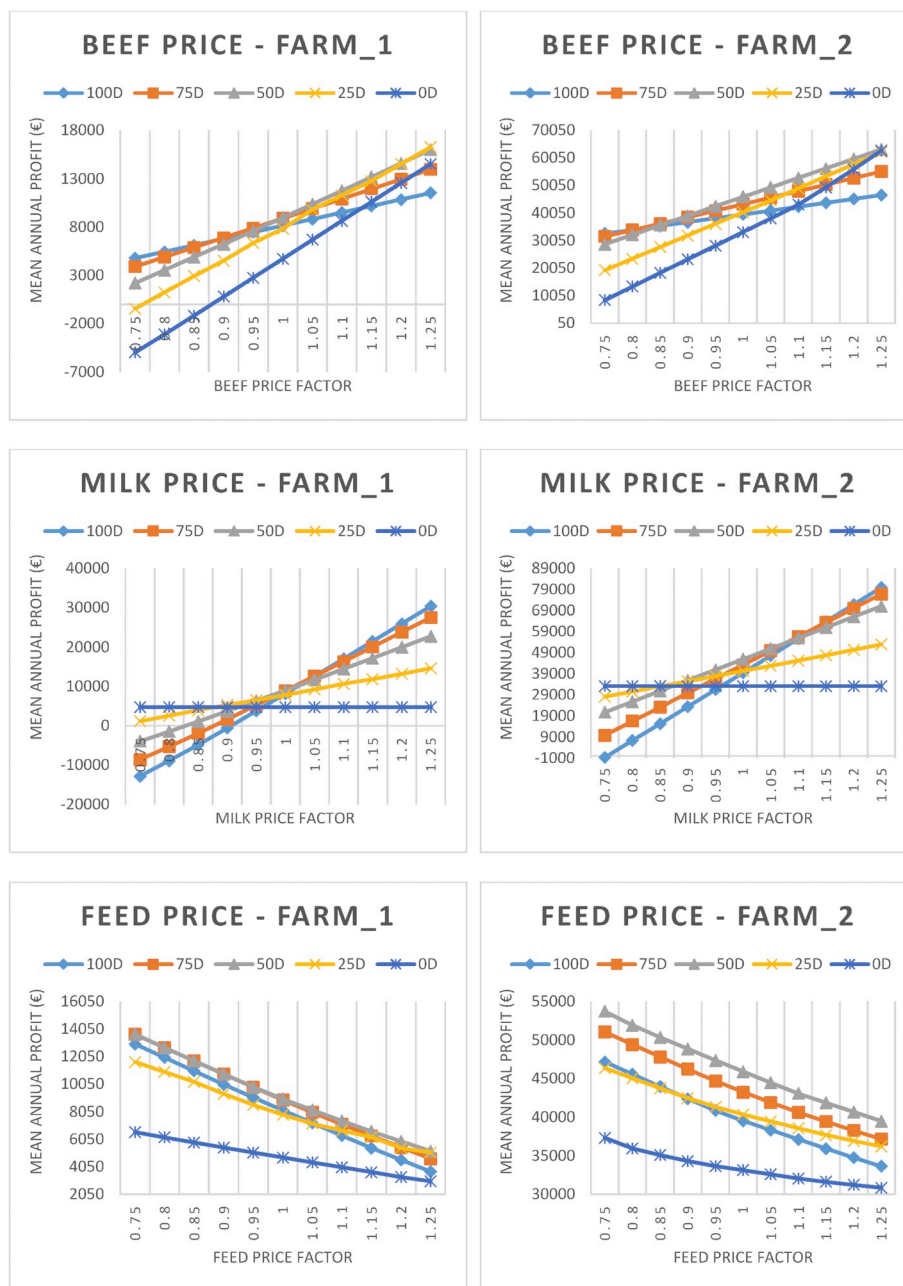 BEEF PRICE - FARM_1
100D 75D 50D 25D 0D
MEAN ANNUAL PROFIT (€)
18000
13000
8000
3000
-2000
-7000
0.75 0.8 0.85 0.9 0.95 1 1.05 1.1 1.15 1.2 1.25
BEEF PRICE FACTOR
BEEF PRICE - FARM_2
100D 75D 50D 25D 0D
MEAN ANNUAL PROFIT (€)
70050
60050
50050
40050
30050
20050
10050
50
0.75 0.8 0.85 0.9 0.95 1 1.05 1.1 1.15 1.2 1.25
BEEF PRICE FACTOR
MILK PRICE - FARM_1
100D 75D 50D 25D 0D
MEAN ANNUAL PROFIT (€)
40000
30000
20000
10000
0
-10000
-20000
0.75 0.8 0.85 0.9 0.95 1 1.05 1.1 1.15 1.2 1.25
MILK PRICE FACTOR
MILK PRICE - FARM_2
100D 75D 50D 25D 0D
MEAN ANNUAL PROFIT (€)
89000
79000
69000
59000
49000
39000
29000
19000
9000
-1000
0.75 0.8 0.85 0.9 0.95 1 1.05 1.1 1.15 1.2 1.25
MILK PRICE FACTOR
FEED PRICE - FARM_1
100D 75D 50D 25D 0D
MEAN ANNUAL PROFIT (€)
16050
14050
12050
10050
8050
6050
4050
2050
0.75 0.8 0.85 0.9 0.95 1 1.05 1.1 1.15 1.2 1.25
FEED PRICE FACTOR
FEED PRICE - FARM_2
100D 75D 50D 25D 0D
MEAN ANNUAL PROFIT (€)
55000
50000
45000
40000
35000
30000
0.75 0.8 0.85 0.9 0.95 1 1.05 1.1 1.15 1.2 1.25
FEED PRICE FACTOR